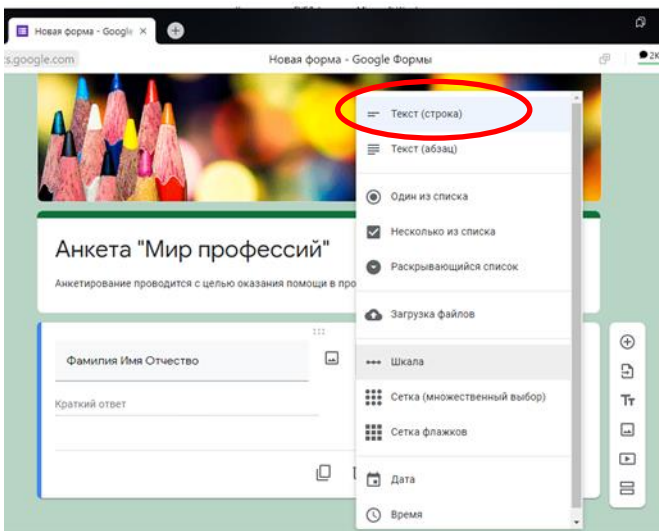 Новая форма - Google
s.google.com
Новая форма - Google Формы
2K
Текст (строка)
Текст (абзац)
Один из списка
Несколько из списка
Раскрывающийся список
Загрузка файлов
Шкала
Сетка (множественный выбор)
Сетка флажков
Дата
Время
Анкета "Мир профессий"
Анкетирование проводится с целью оказания помощи в про
Фамилия Имя Отчество
Краткий ответ
Тт